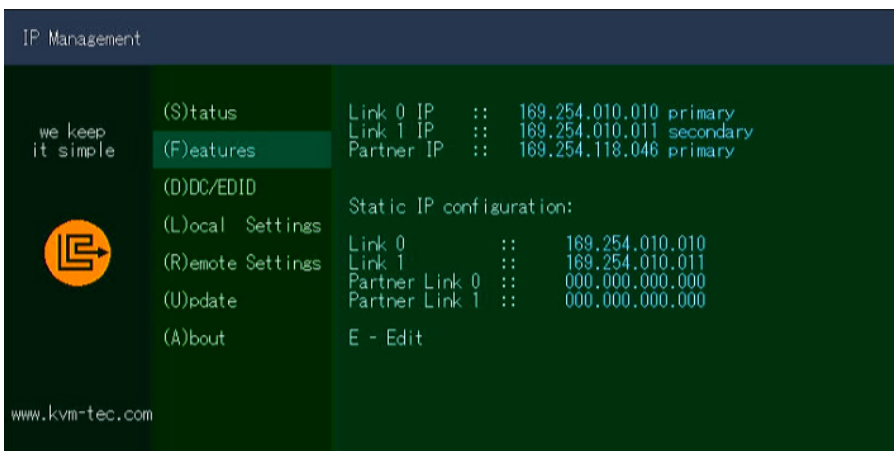 IP Management
we keep
it simple
www.kvm-tec.com
(S)tatus
(F)eatures
(D)DC/EDID
(L)ocal Settings
(R)emote Settings
(U)pdate
(A)bout
Link 0 IP :: 169.254.010.010 primary
Link 1 IP :: 169.254.010.011 secondary
Partner IP :: 169.254.118.046 primary
Static IP configuration:
Link 0 :: 169.254.010.010
Link 1 :: 169.254.010.011
Partner Link 0 :: 000.000.000.000
Partner Link 1 :: 000.000.000.000
E - Edit